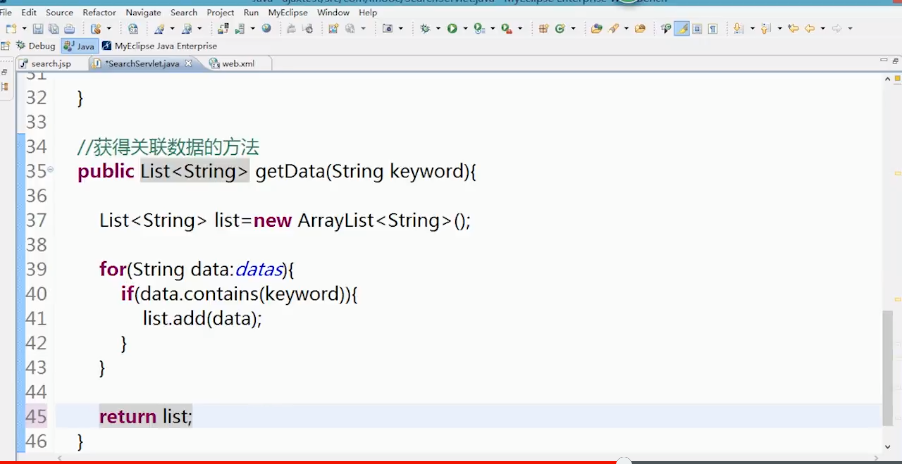 File Edit Source Refactor Navigate Search Project Run MyEclipse Window Help
Debug Java MyEclipse Java Enterprise
search.jsp *SearchServlet.java web.xml
31
32 }
33
34 //获得关联数据的方法
35 public List<String> getData(String keyword){
36
37 List<String> list=new ArrayList<String>();
38
39 for(String data:datas){
40 if(data.contains(keyword)){
41 list.add(data);
42 }
43 }
44
45 return list;
46 }